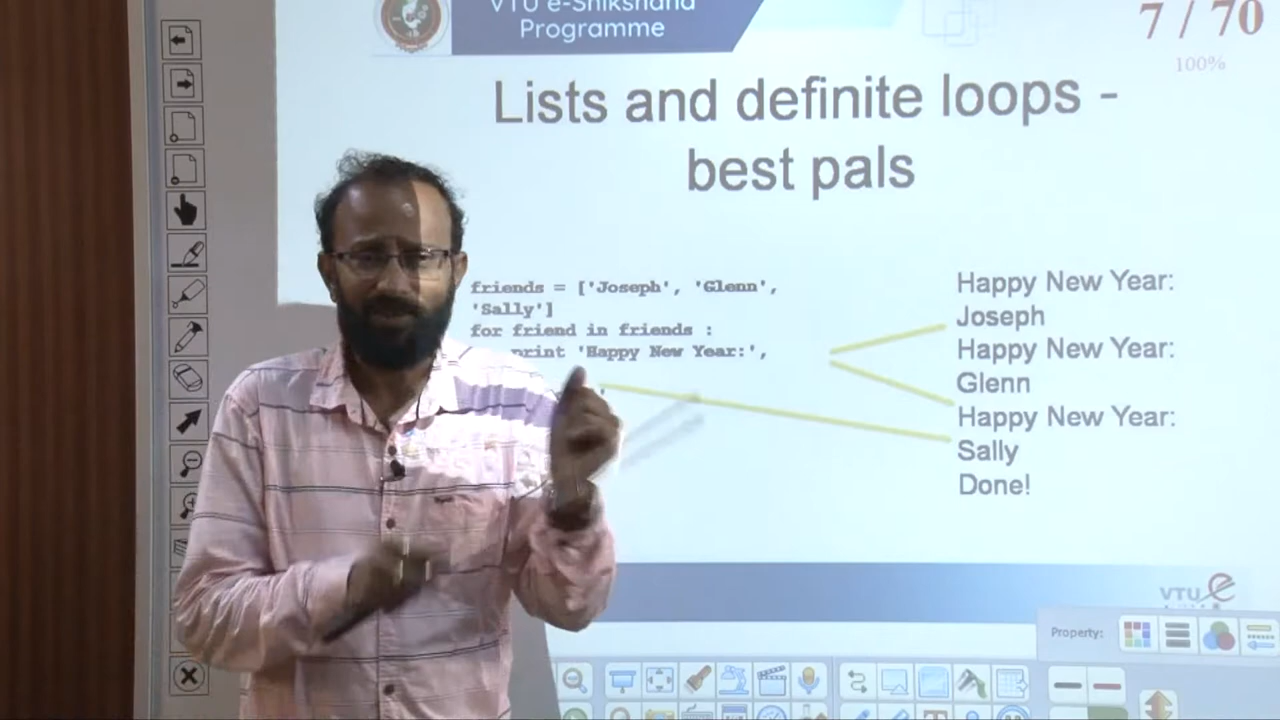 VTU e-Shikshana
Programme
7 / 70
100%
Lists and definite loops -
best pals
friends = ['Joseph', 'Glenn',
'Sally']
for friend in friends :
print 'Happy New Year:',
Happy New Year:
Joseph
Happy New Year:
Glenn
Happy New Year:
Sally
Done!
VTU e
Property: